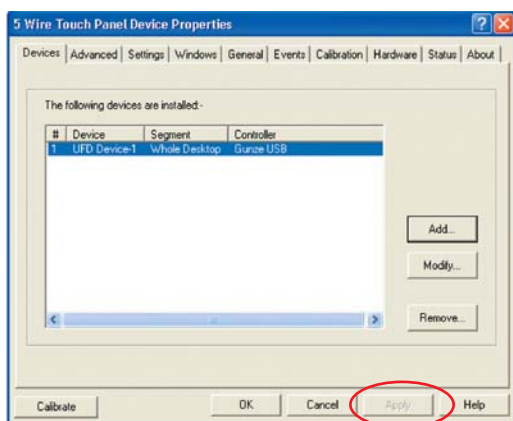 5 Wire Touch Panel Device Properties
Devices Advanced Settings Windows General Events Calibration Hardware Status About
The following devices are installed:-
# Device Segment Controller
1 UFD Device-1 Whole Desktop Gunze USB
Add...
Modify...
Remove...
Calibrate OK Cancel Apply Help